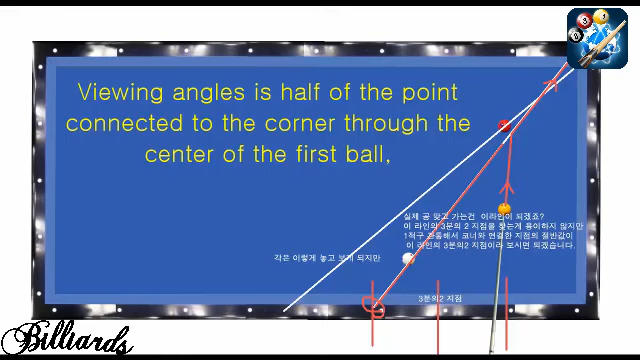 Viewing angles is half of the point
connected to the corner through the
center of the first ball,
실제 공 맞고 가는건 이라인이 되겠죠?
이 라인의 3분의 2 지점을 찾는게 용이하지 않지만
1적구 관통해서 코너와 연결한 지점의 절반값이
이 라인의 3분의2 지점이라 보시면 되겠습니다.
각은 이렇게 놓고 보게 되지만
3분의2 지점
Billiards